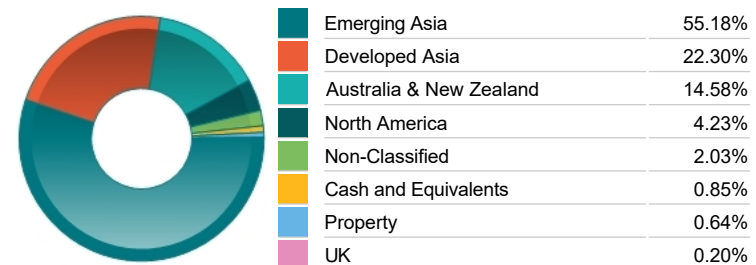 Emerging Asia 55.18%
Developed Asia 22.30%
Australia & New Zealand 14.58%
North America 4.23%
Non-Classified 2.03%
Cash and Equivalents 0.85%
Property 0.64%
UK 0.20%